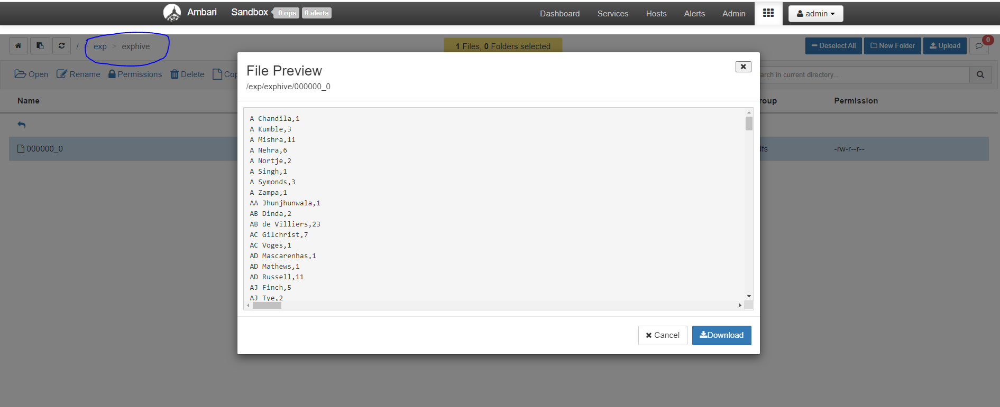 Ambari Sandbox 0 ops 0 alerts Dashboard Services Hosts Alerts Admin admin
/ exp > exphive 1 Files, 0 Folders selected Deselect All New Folder Upload 0
Open Rename Permissions Delete Cop arch in current directory...
Name roup Permission
000000_0 dfs -rw-r--r--
File Preview
/exp/exphive/000000_0
A Chandila,1
A Kumble,3
A Mishra,11
A Nehra,6
A Nortje,2
A Singh,1
A Symonds,3
A Zampa,1
AA Jhunjhunwala,1
AB Dinda,2
AB de Villiers,23
AC Gilchrist,7
AC Voges,1
AD Mascarenhas,1
AD Mathews,1
AD Russell,11
AJ Finch,5
AJ Tye,2
Cancel Download